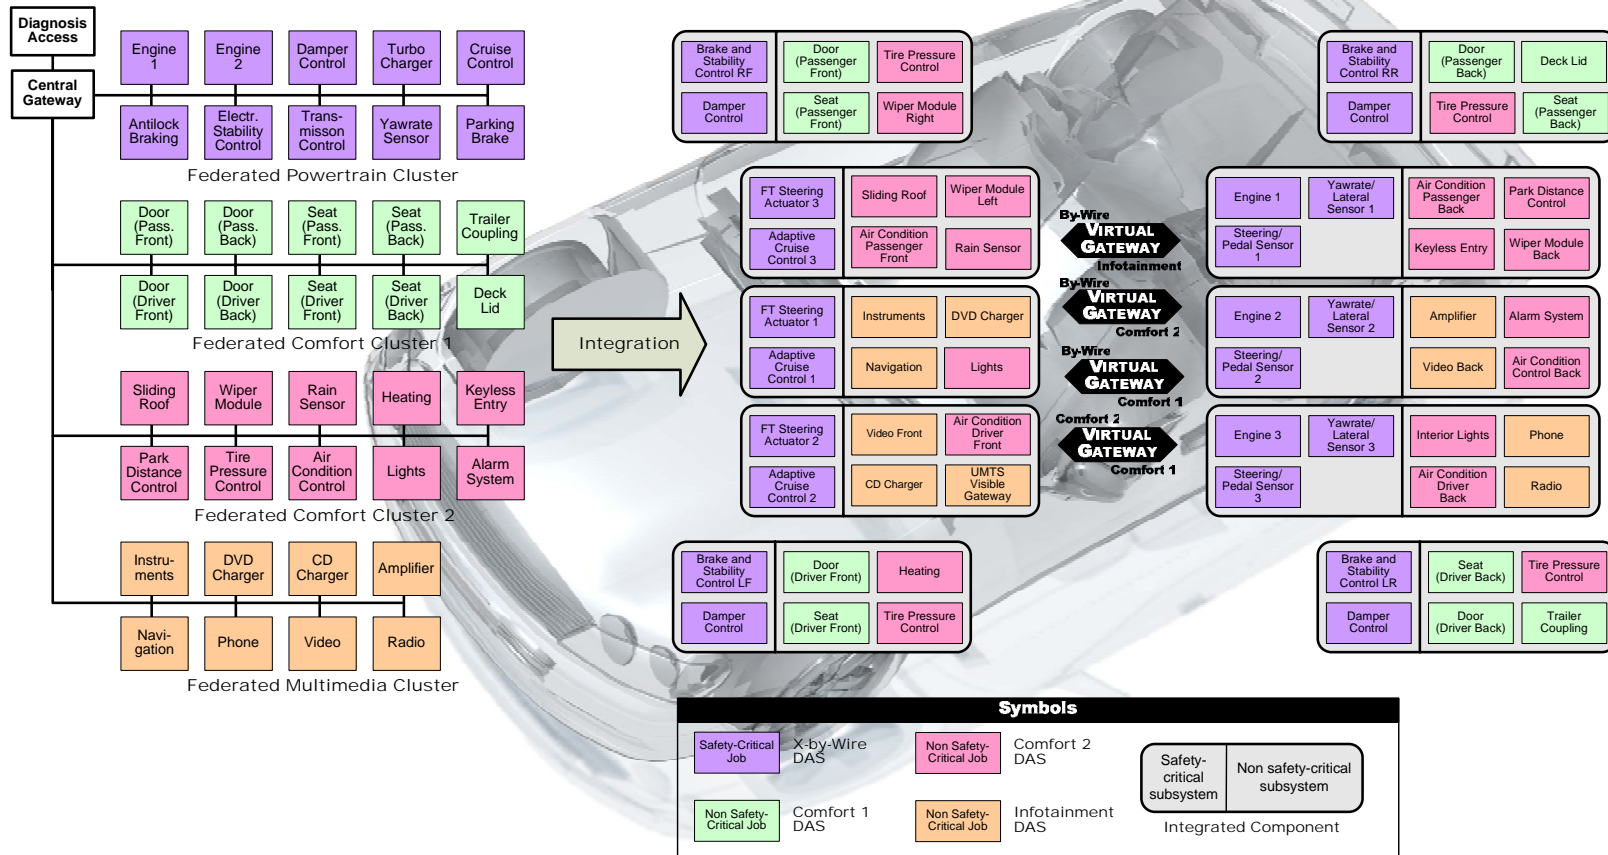 Diagnosis
Access
Central
Gateway
Engine
1
Engine
2
Damper
Control
Turbo
Charger
Cruise
Control
Antilock
Braking
Electr.
Stability
Control
Trans-
misson
Control
Yawrate
Sensor
Parking
Brake
Federated Powertrain Cluster
Door
(Pass.
Front)
Door
(Pass.
Back)
Seat
(Pass.
Front)
Seat
(Pass.
Back)
Trailer
Coupling
Door
(Driver
Front)
Door
(Driver
Back)
Seat
(Driver
Front)
Seat
(Driver
Back)
Deck
Lid
Federated Comfort Cluster 1
Sliding
Roof
Wiper
Module
Rain
Sensor
Heating
Keyless
Entry
Park
Distance
Control
Tire
Pressure
Control
Air
Condition
Control
Lights
Alarm
System
Federated Comfort Cluster 2
Instru-
ments
DVD
Charger
CD
Charger
Amplifier
Navi-
gation
Phone
Video
Radio
Federated Multimedia Cluster
Integration
Brake and
Stability
Control RF
Door
(Passenger
Front)
Tire Pressure
Control
Damper
Control
Seat
(Passenger
Front)
Wiper Module
Right
Brake and
Stability
Control RR
Door
(Passenger
Back)
Deck Lid
Damper
Control
Tire Pressure
Control
Seat
(Passenger
Back)
FT Steering
Actuator 3
Sliding Roof
Wiper Module
Left
Adaptive
Cruise
Control 3
Air Condition
Passenger
Front
Rain Sensor
By-Wire
VIRTUAL
GATEWAY
Infotainment
Engine 1
Yawrate/
Lateral
Sensor 1
Air Condition
Passenger
Back
Park Distance
Control
Steering/
Pedal Sensor
1
Keyless Entry
Wiper Module
Back
FT Steering
Actuator 1
Instruments
DVD Charger
Adaptive
Cruise
Control 1
Navigation
Lights
By-Wire
VIRTUAL
GATEWAY
Comfort 2
Engine 2
Yawrate/
Lateral
Sensor 2
Amplifier
Alarm System
Steering/
Pedal Sensor
2
Video Back
Air Condition
Control Back
By-Wire
VIRTUAL
GATEWAY
Comfort 1
FT Steering
Actuator 2
Video Front
Air Condition
Driver
Front
Adaptive
Cruise
Control 2
CD Charger
UMTS
Visible
Gateway
Comfort 2
VIRTUAL
GATEWAY
Comfort 1
Engine 3
Yawrate/
Lateral
Sensor 3
Interior Lights
Phone
Steering/
Pedal Sensor
3
Air Condition
Driver
Back
Radio
Brake and
Stability
Control LF
Door
(Driver Front)
Heating
Damper
Control
Seat
(Driver Front)
Tire Pressure
Control
Brake and
Stability
Control LR
Seat
(Driver Back)
Tire Pressure
Control
Damper
Control
Door
(Driver Back)
Trailer
Coupling
Symbols
Safety-Critical
Job
X-by-Wire
DAS
Non Safety-
Critical Job
Comfort 2
DAS
Non Safety-
Critical Job
Comfort 1
DAS
Non Safety-
Critical Job
Infotainment
DAS
Safety-
critical
subsystem
Non safety-critical
subsystem
Integrated Component